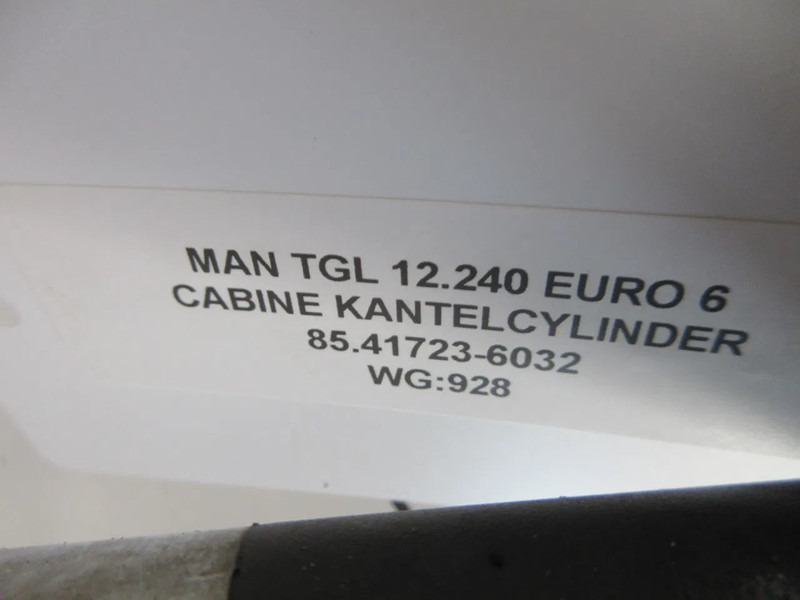 MAN TGL 12.240 EURO 6
CABINE KANTELCYLINDER
85.41723-6032
WG:928